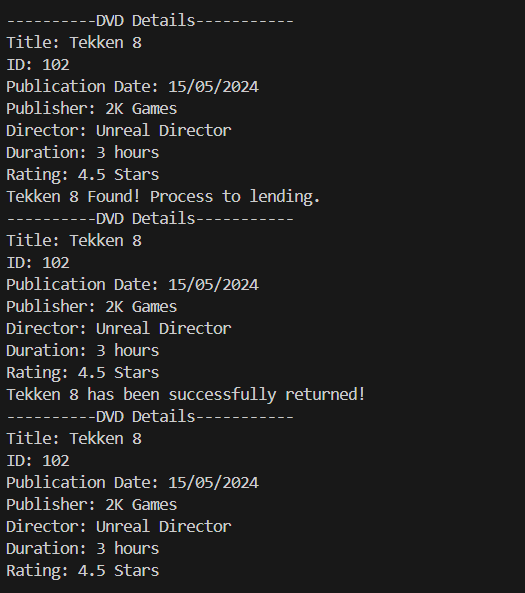 ----------DVD Details-----------
Title: Tekken 8
ID: 102
Publication Date: 15/05/2024
Publisher: 2K Games
Director: Unreal Director
Duration: 3 hours
Rating: 4.5 Stars
Tekken 8 Found! Process to lending.
----------DVD Details-----------
Title: Tekken 8
ID: 102
Publication Date: 15/05/2024
Publisher: 2K Games
Director: Unreal Director
Duration: 3 hours
Rating: 4.5 Stars
Tekken 8 has been successfully returned!
----------DVD Details-----------
Title: Tekken 8
ID: 102
Publication Date: 15/05/2024
Publisher: 2K Games
Director: Unreal Director
Duration: 3 hours
Rating: 4.5 Stars